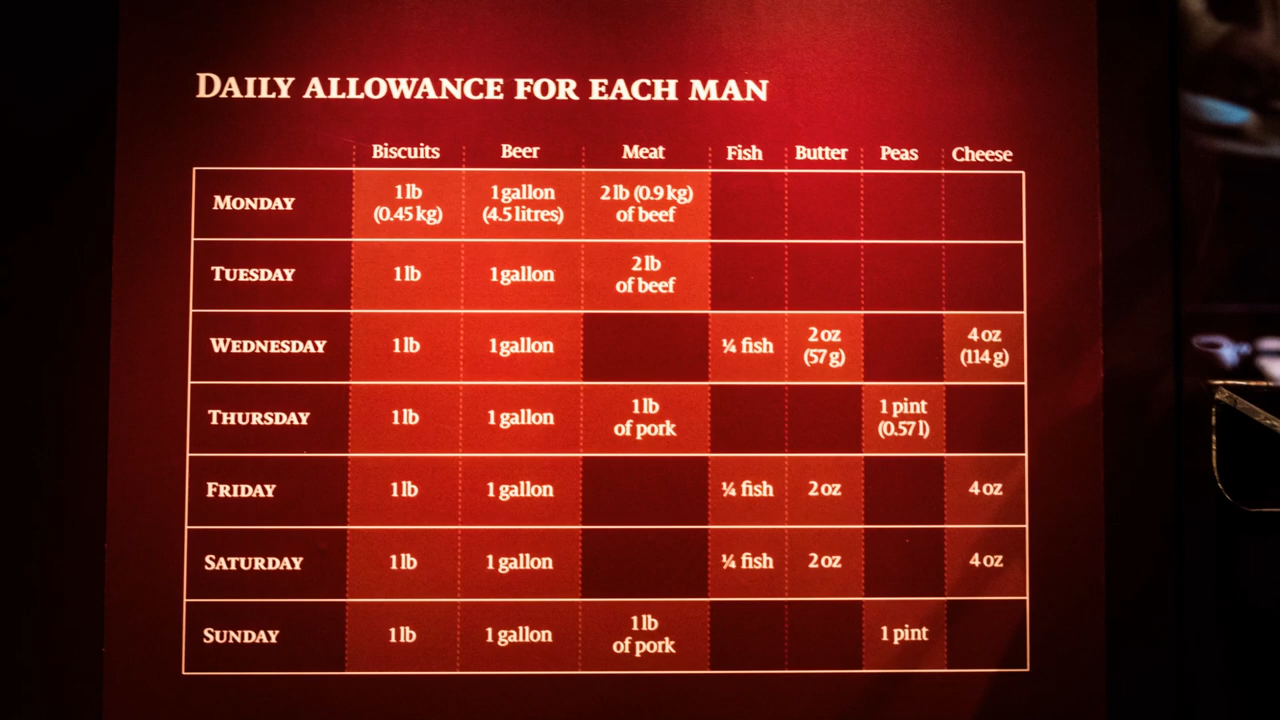 DAILY ALLOWANCE FOR EACH MAN
Biscuits Beer Meat Fish Butter Peas Cheese
MONDAY 1 lb (0.45 kg) 1 gallon (4.5 litres) 2 lb (0.9 kg) of beef
TUESDAY 1 lb 1 gallon 2 lb of beef
WEDNESDAY 1 lb 1 gallon ¼ fish 2 oz (57 g) 4 oz (114 g)
THURSDAY 1 lb 1 gallon 1 lb of pork 1 pint (0.57 l)
FRIDAY 1 lb 1 gallon ¼ fish 2 oz 4 oz
SATURDAY 1 lb 1 gallon ¼ fish 2 oz 4 oz
SUNDAY 1 lb 1 gallon 1 lb of pork 1 pint